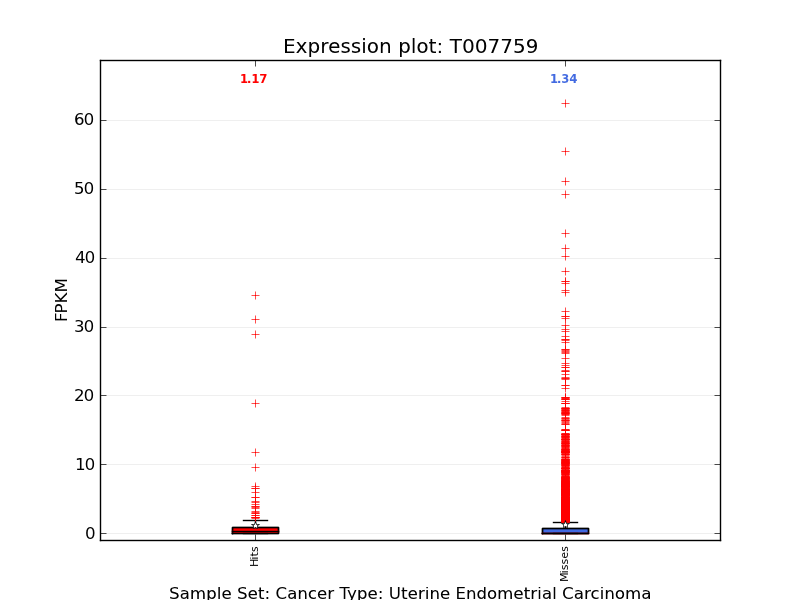 Expression plot: T007759
1.17
1.34
60
50
40
30
20
10
0
FPKM
Hits
Misses
Sample Set: Cancer Type: Uterine Endometrial Carcinoma